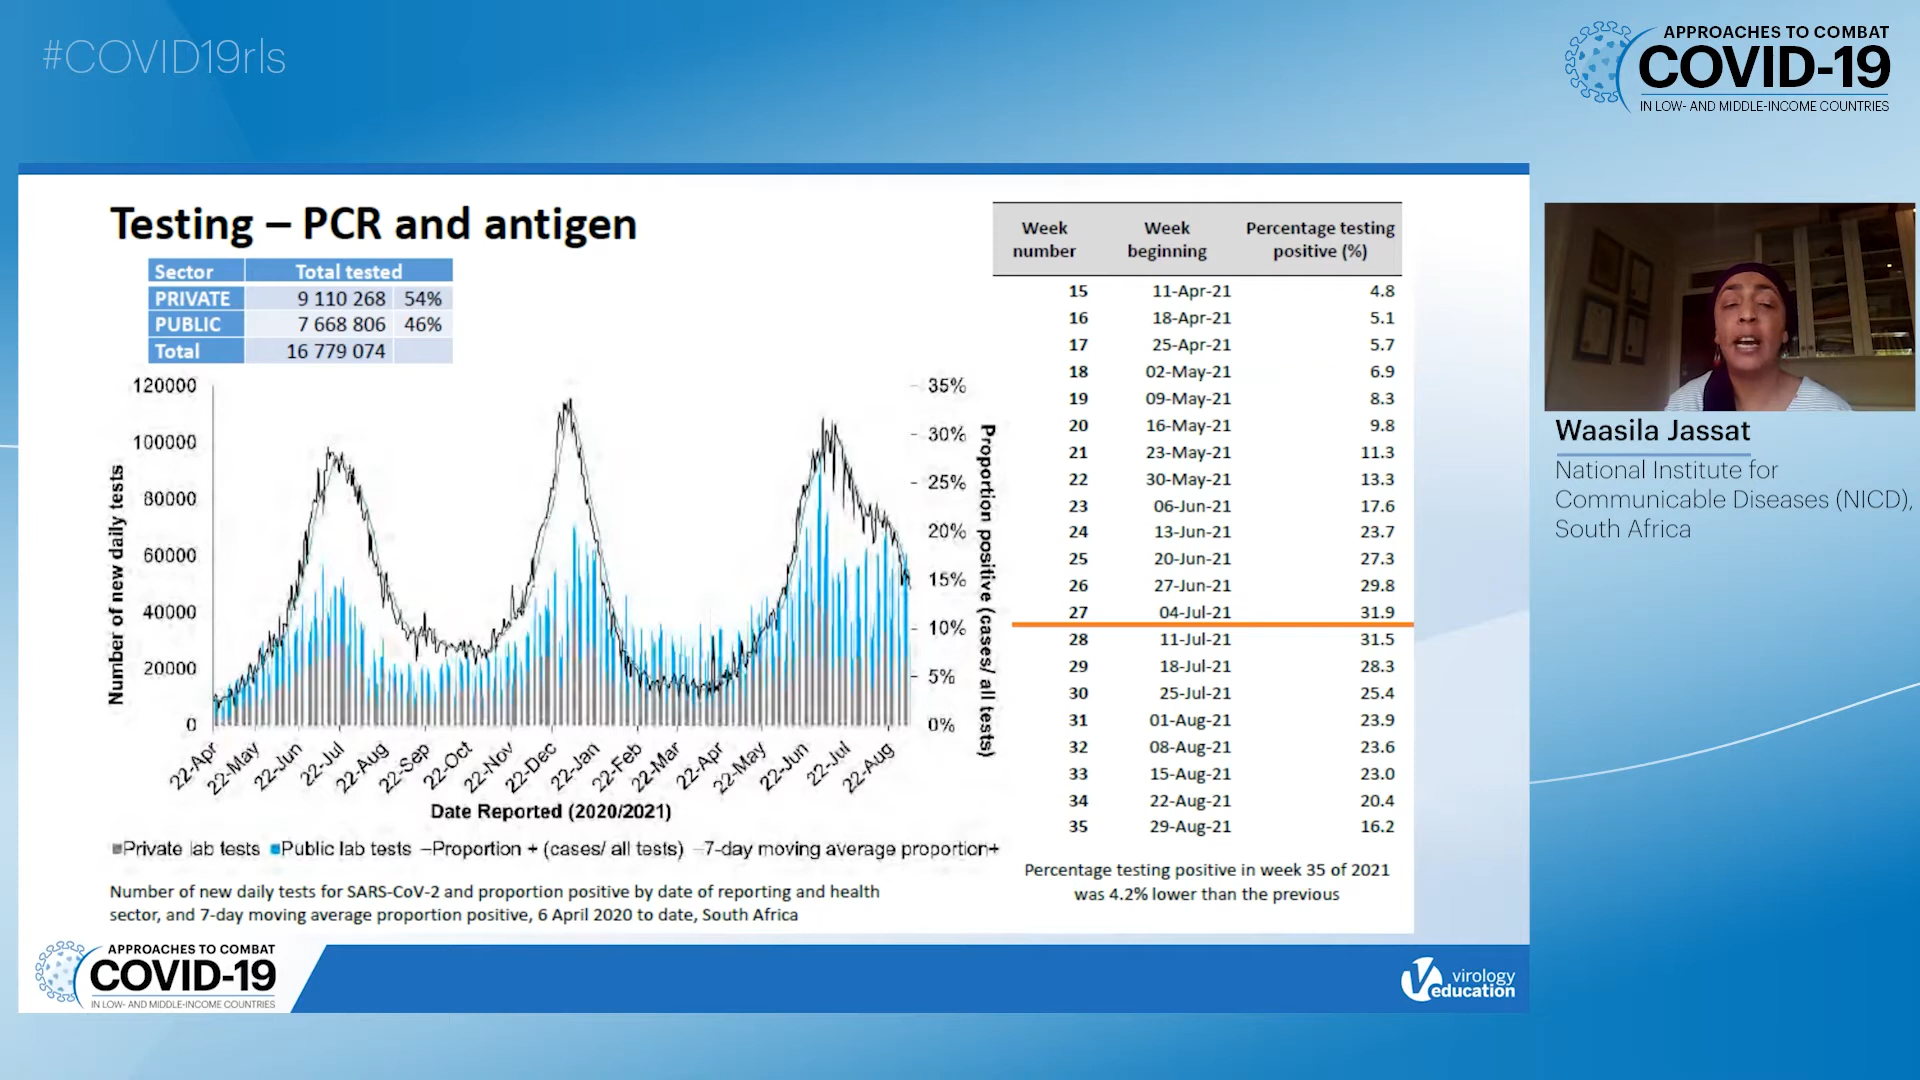 #COVID19rls
APPROACHES TO COMBAT
COVID-19
IN LOW- AND MIDDLE-INCOME COUNTRIES
Testing – PCR and antigen
Sector Total tested
PRIVATE 9 110 268 54%
PUBLIC 7 668 806 46%
Total 16 779 074
120000
100000
80000
60000
40000
20000
0
Number of new daily tests
35%
30%
25%
20%
15%
10%
5%
0%
Proportion positive (cases/ all tests)
22-Apr 22-May 22-Jun 22-Jul 22-Aug 22-Sep 22-Oct 22-Nov 22-Dec 22-Jan 22-Feb 22-Mar 22-Apr 22-May 22-Jun 22-Jul 22-Aug
Date Reported (2020/2021)
Private lab tests Public lab tests –Proportion + (cases/ all tests) –7-day moving average proportion+
Number of new daily tests for SARS-CoV-2 and proportion positive by date of reporting and health
sector, and 7-day moving average proportion positive, 6 April 2020 to date, South Africa
Week number Week beginning Percentage testing positive (%)
15 11-Apr-21 4.8
16 18-Apr-21 5.1
17 25-Apr-21 5.7
18 02-May-21 6.9
19 09-May-21 8.3
20 16-May-21 9.8
21 23-May-21 11.3
22 30-May-21 13.3
23 06-Jun-21 17.6
24 13-Jun-21 23.7
25 20-Jun-21 27.3
26 27-Jun-21 29.8
27 04-Jul-21 31.9
28 11-Jul-21 31.5
29 18-Jul-21 28.3
30 25-Jul-21 25.4
31 01-Aug-21 23.9
32 08-Aug-21 23.6
33 15-Aug-21 23.0
34 22-Aug-21 20.4
35 29-Aug-21 16.2
Percentage testing positive in week 35 of 2021
was 4.2% lower than the previous
Waasila Jassat
National Institute for
Communicable Diseases (NICD),
South Africa
APPROACHES TO COMBAT
COVID-19
IN LOW- AND MIDDLE-INCOME COUNTRIES
virology
education